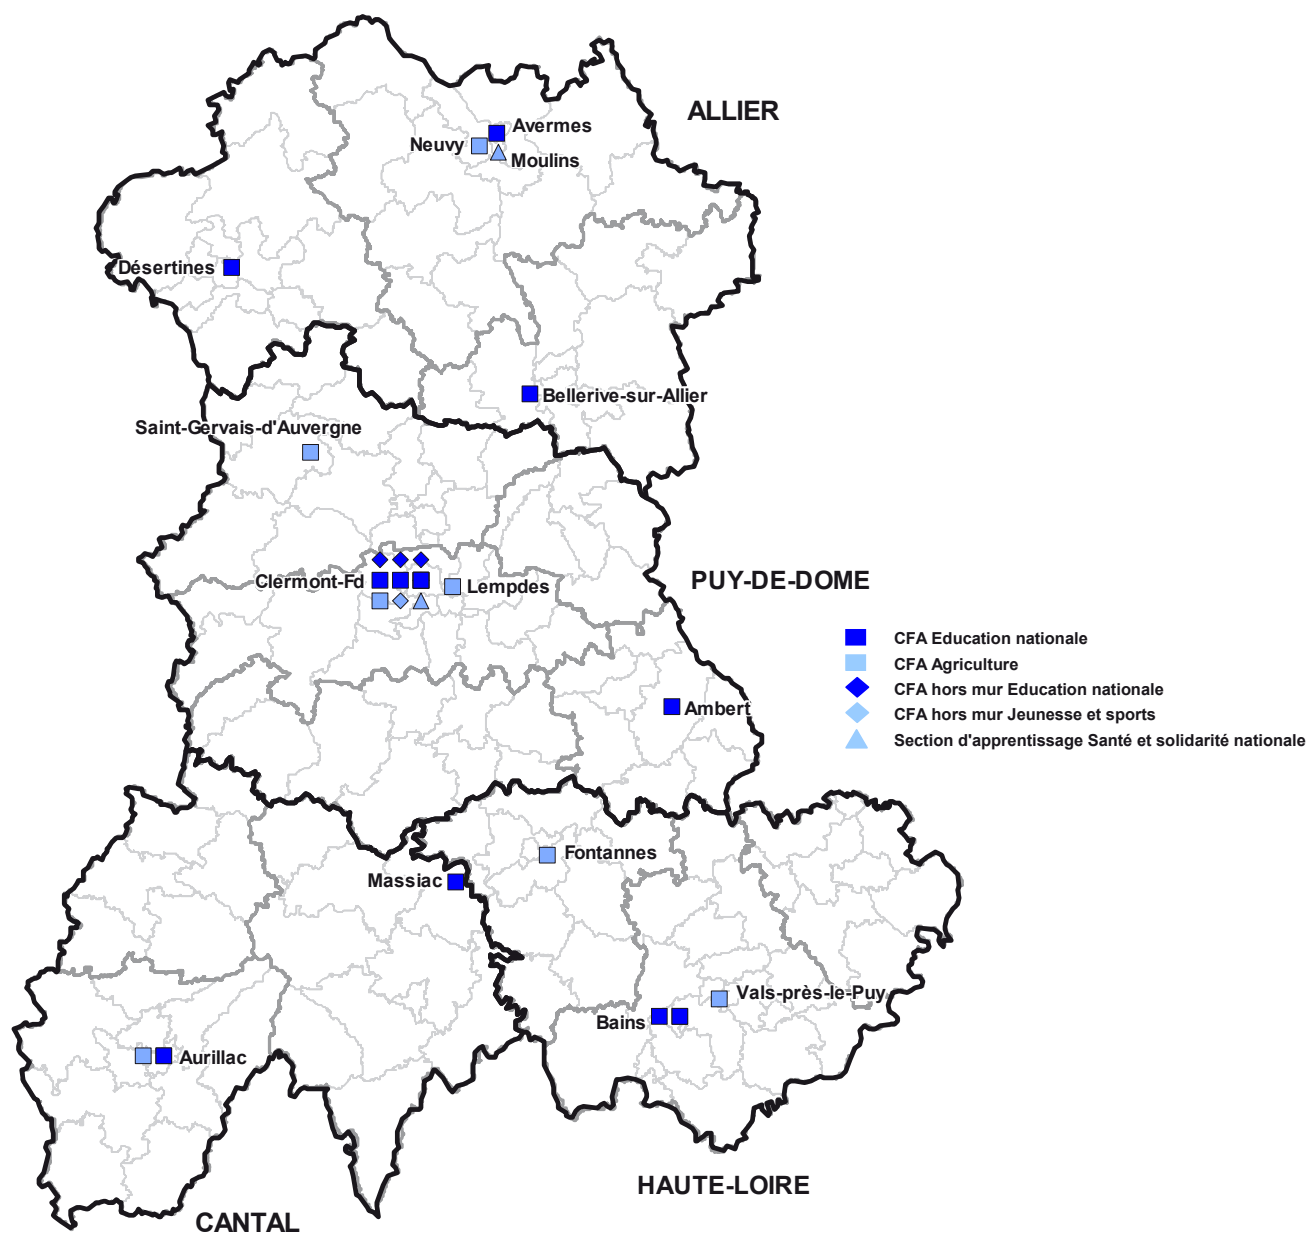 ALLIER
Avermes
Neuvy
Moulins
Désertines
Bellerive-sur-Allier
Saint-Gervais-d'Auvergne
Clermont-Fd
Lempdes
PUY-DE-DOME
CFA Education nationale
CFA Agriculture
CFA hors mur Education nationale
CFA hors mur Jeunesse et sports
Section d'apprentissage Santé et solidarité nationale
Ambert
Fontannes
Massiac
Vals-près-le-Puy
Bains
Aurillac
HAUTE-LOIRE
CANTAL